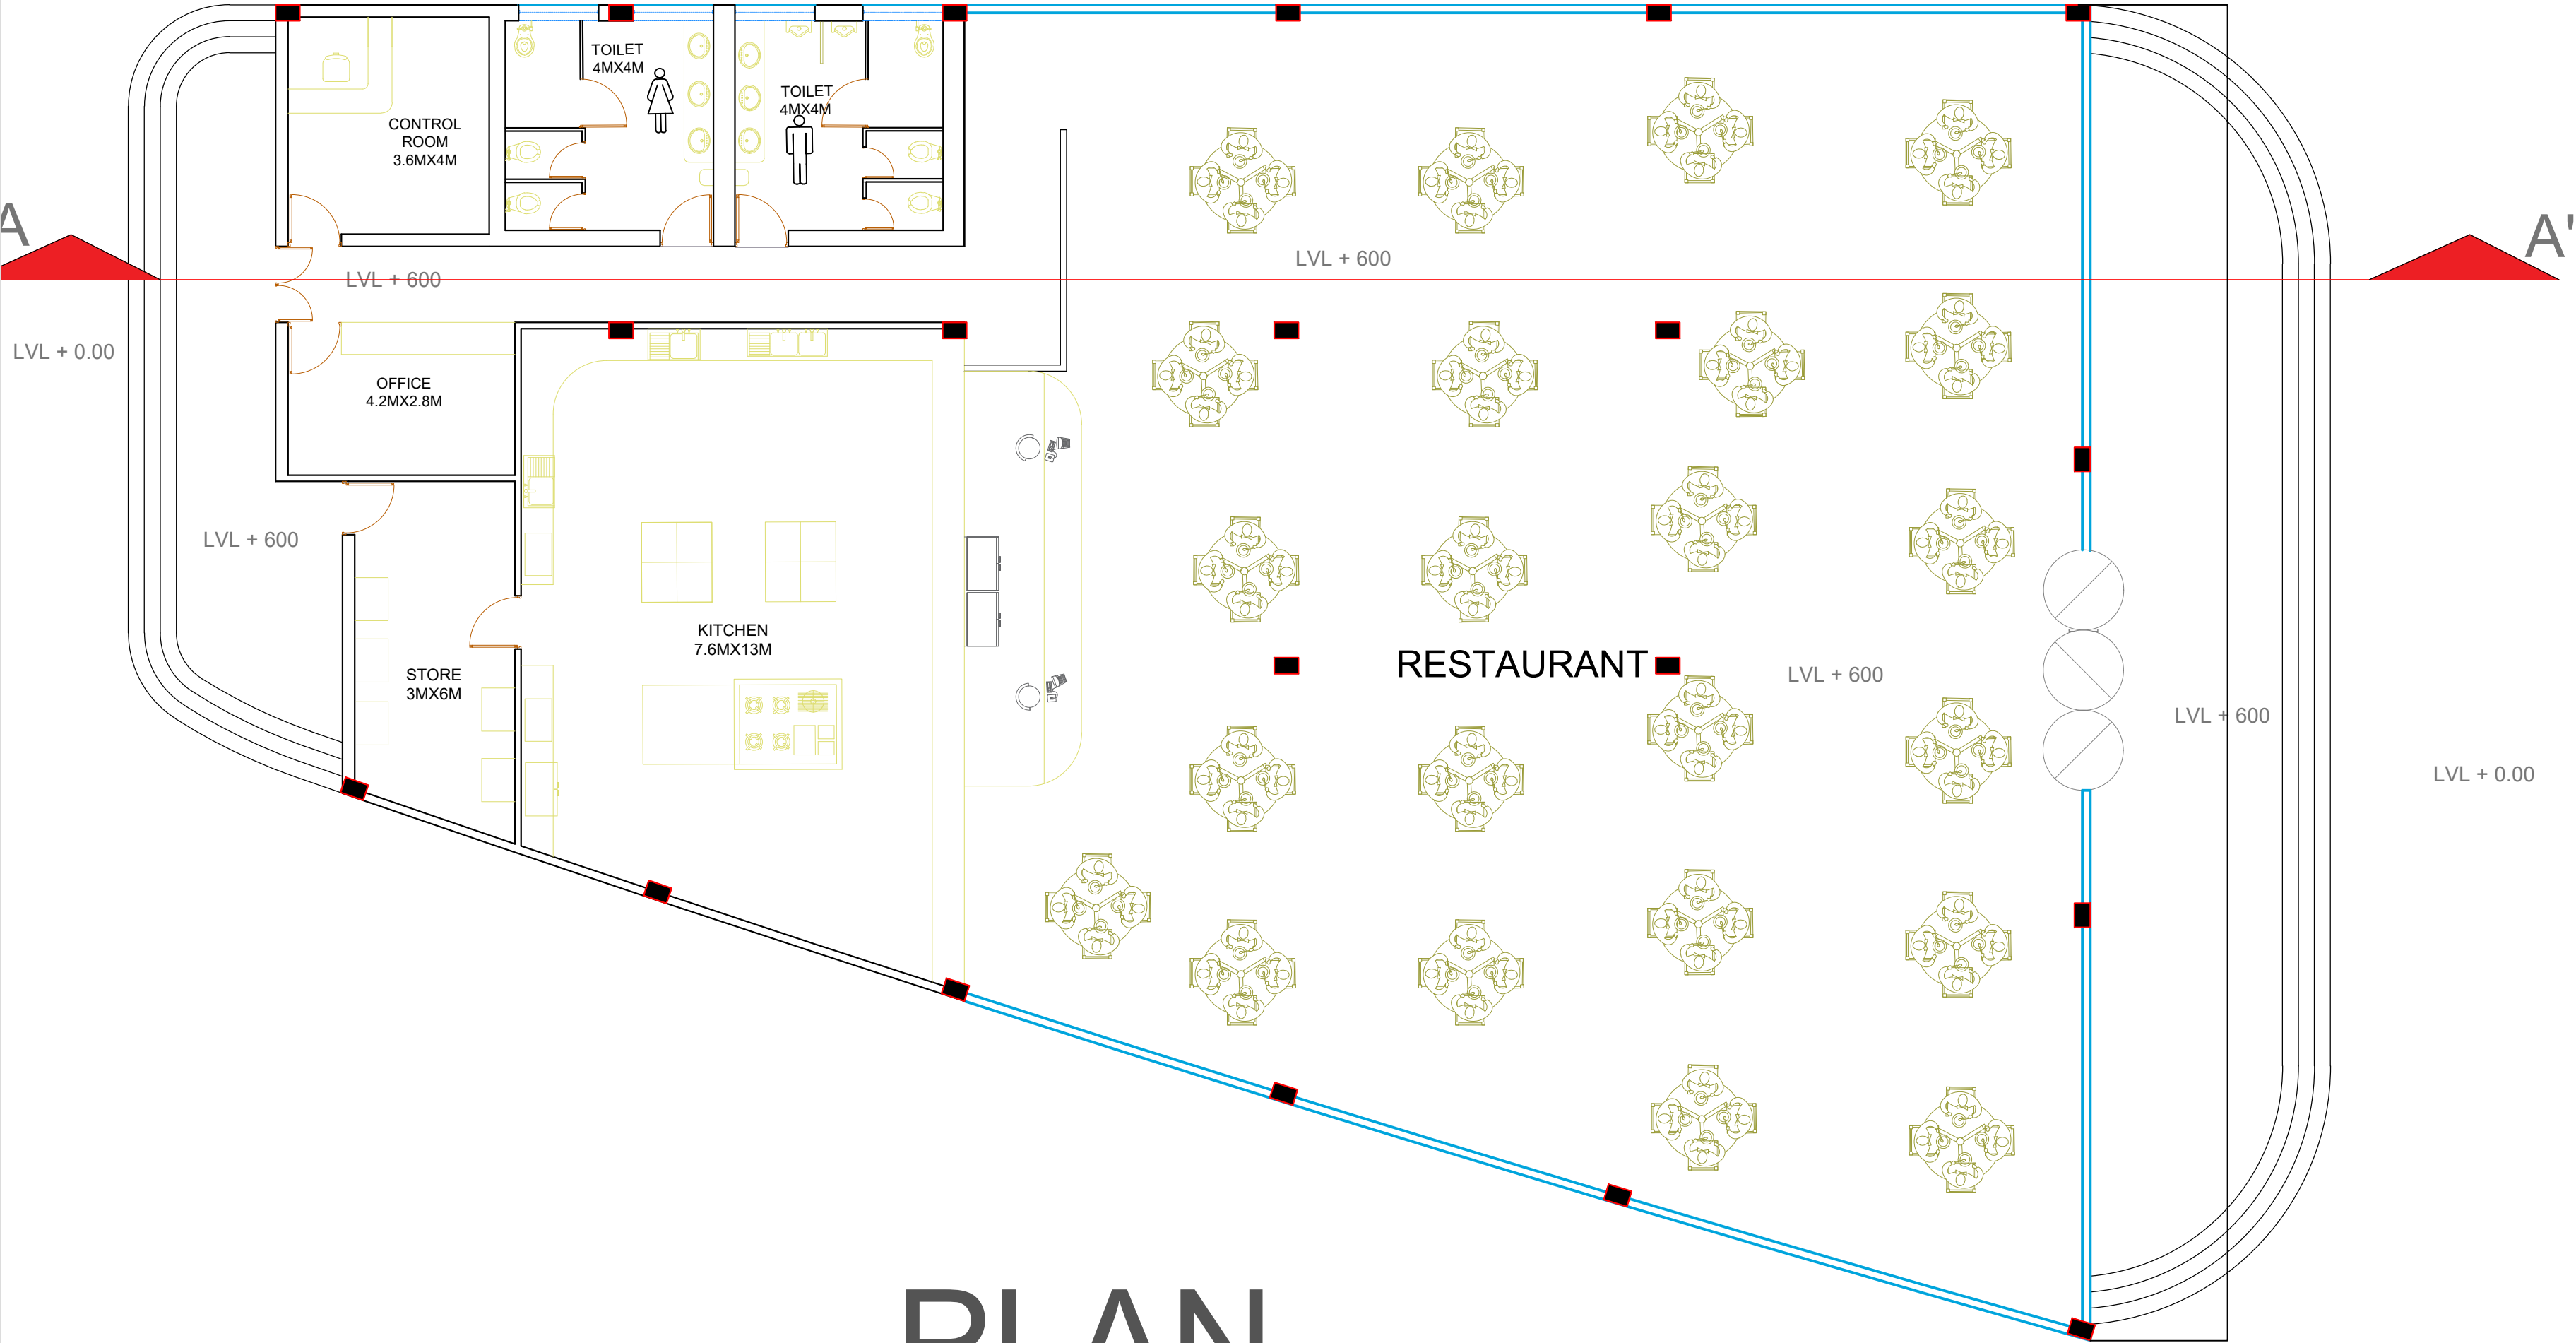 TOILET
4MX4M
TOILET
4MX4M
CONTROL
ROOM
3.6MX4M
A
A'
LVL + 600
LVL + 600
LVL + 0.00
OFFICE
4.2MX2.8M
LVL + 600
KITCHEN
7.6MX13M
STORE
3MX6M
RESTAURANT
LVL + 600
LVL + 600
LVL + 0.00
PLAN